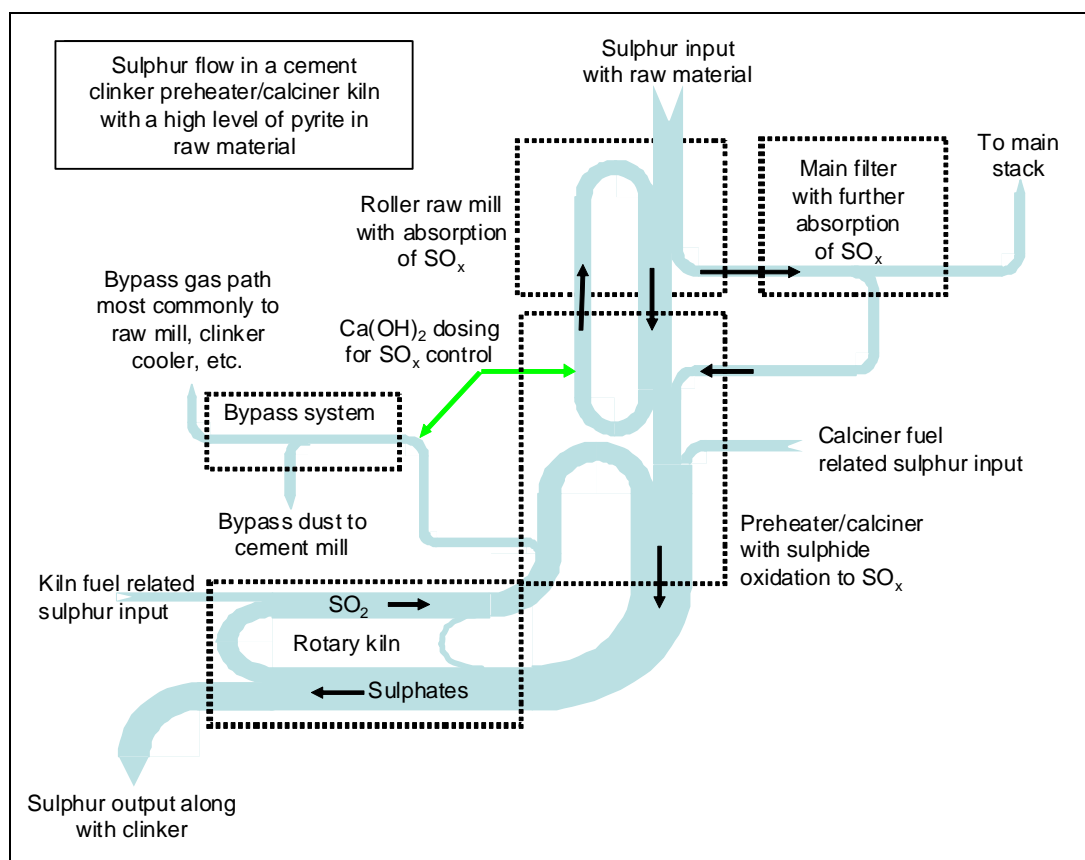 Sulphur flow in a cement
clinker preheater/calciner kiln
with a high level of pyrite in
raw material
Sulphur input
with raw material
To main
stack
Main filter
with further
absorption
of SOx
Roller raw mill
with absorption
of SOx
Bypass gas path
most commonly to
raw mill, clinker
cooler, etc.
Ca(OH)2 dosing
for SOx control
Bypass system
Calciner fuel
related sulphur input
Bypass dust to
cement mill
Preheater/calciner
with sulphide
oxidation to SOx
Kiln fuel related
sulphur input
SO2
Rotary kiln
Sulphates
Sulphur output along
with clinker